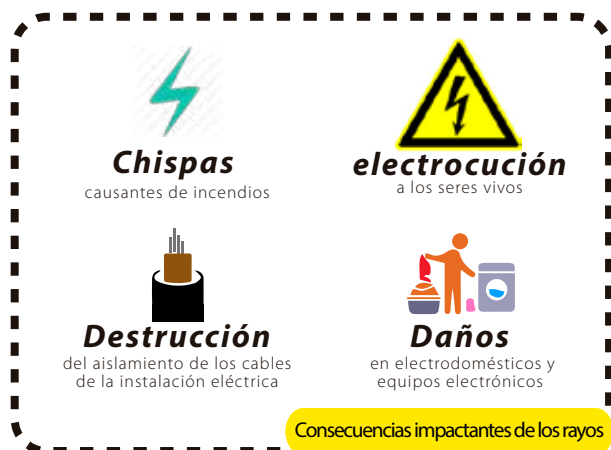 Chispas
causantes de incendios
electrocución
a los seres vivos
Destrucción
del aislamiento de los cables
de la instalación eléctrica
Daños
en electrodomésticos y
equipos electrónicos
Consecuencias impactantes de los rayos